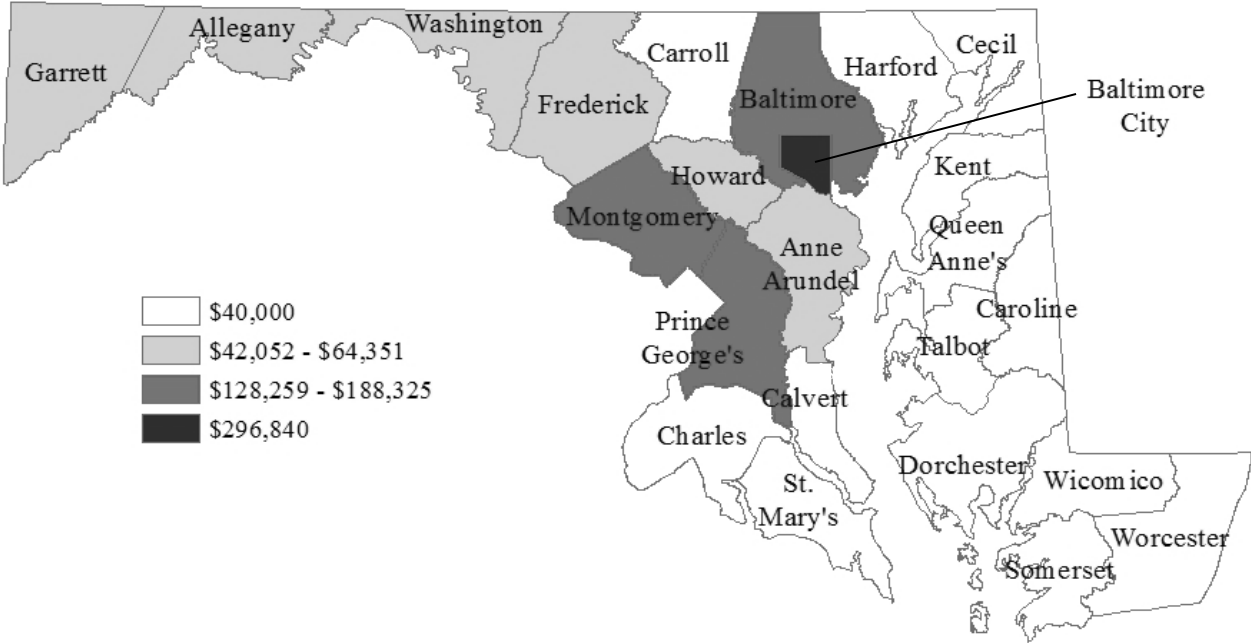 Garrett
Allegany
Washington
Frederick
Carroll
Baltimore
Harford
Cecil
Baltimore
City
Kent
Howard
Montgomery
Queen
Anne's
Anne
Arundel
Caroline
Talbot
Prince
George's
Calvert
Charles
St.
Mary's
Dorchester
Wicomico
Worcester
Somerset
$40,000
$42,052 - $64,351
$128,259 - $188,325
$296,840